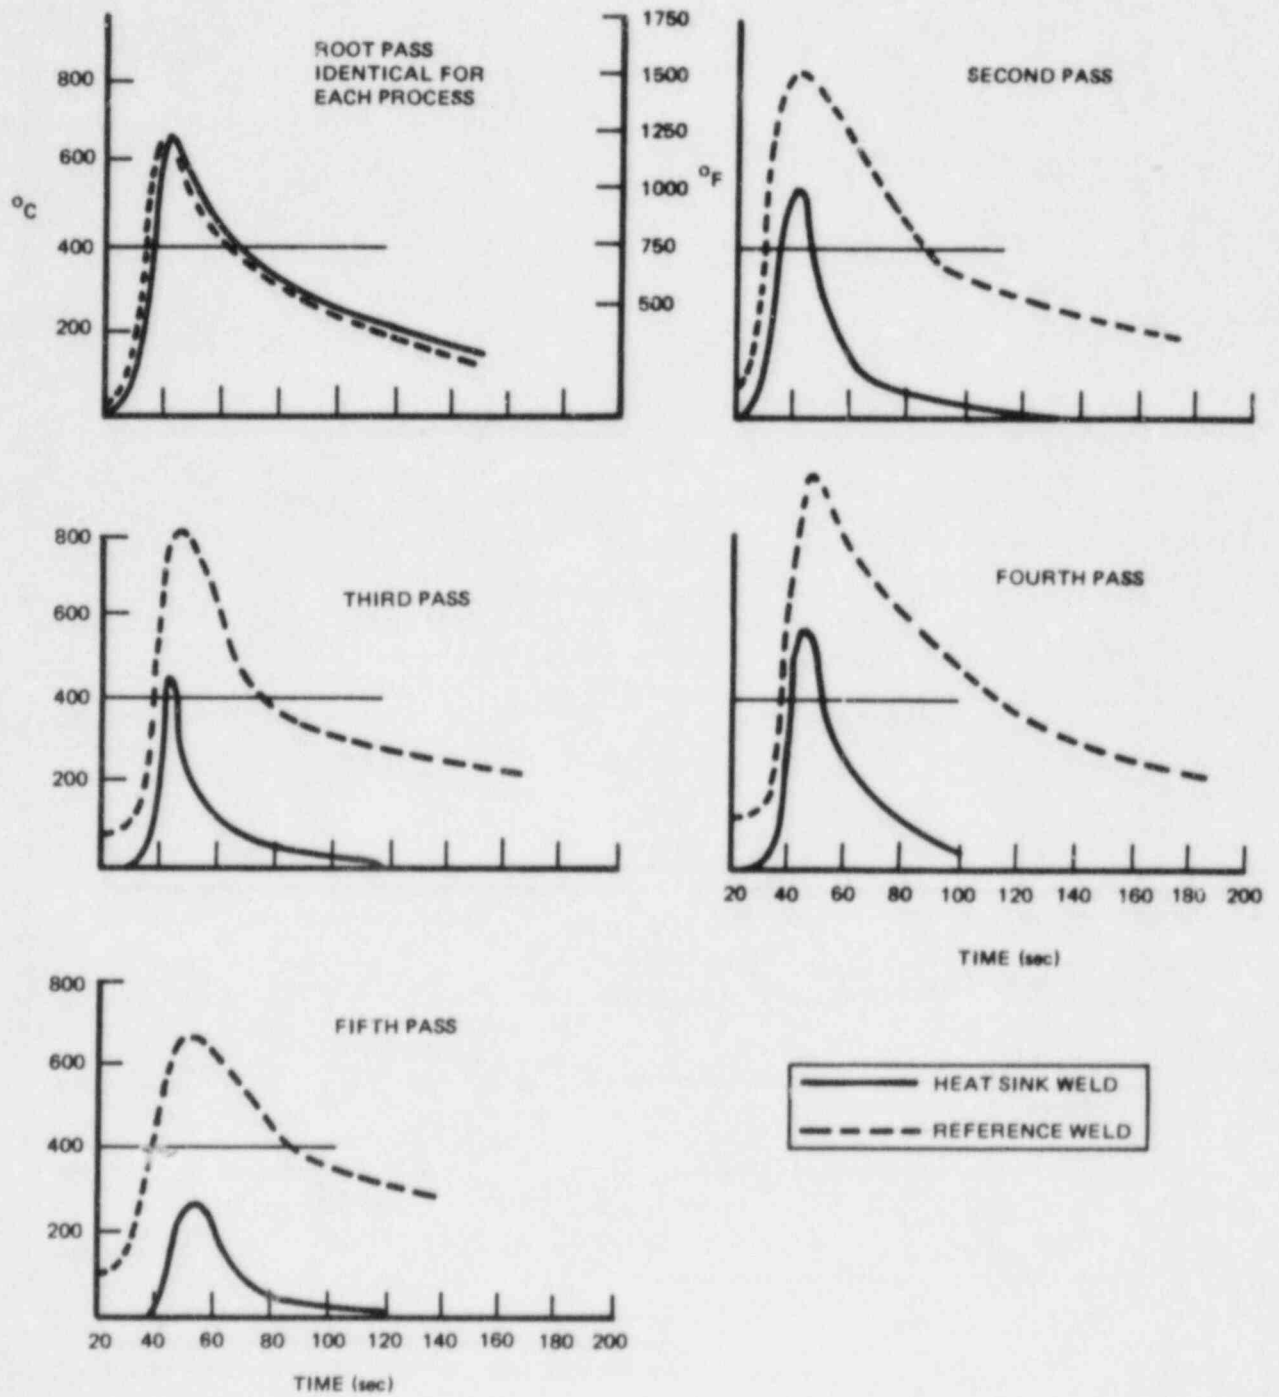 ROOT PASS
IDENTICAL FOR
EACH PROCESS
800
600
°C
400
200
1750
1500
1250
1000
°F
750
500
SECOND PASS
800
600
400
200
THIRD PASS
FOURTH PASS
20 40 60 80 100 120 140 160 180 200
TIME (sec)
800
600
400
200
FIFTH PASS
20 40 60 80 100 120 140 160 180 200
TIME (sec)
HEAT SINK WELD
REFERENCE WELD